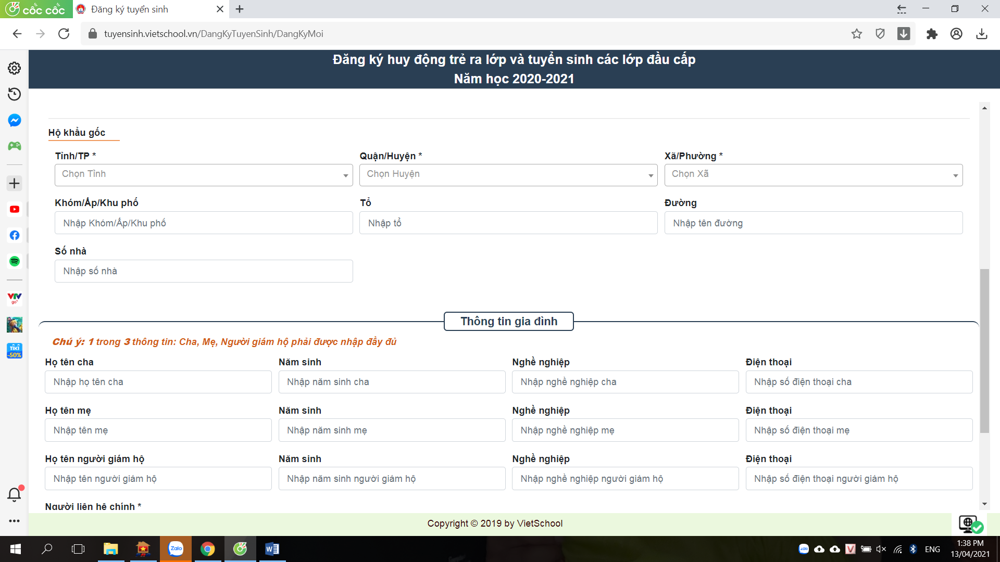 cốc cốc
Đăng ký tuyển sinh
tuyensinh.vietschool.vn/DangKyTuyenSinh/DangKyMoi
Đăng ký huy động trẻ ra lớp và tuyển sinh các lớp đầu cấp
Năm học 2020-2021
Hộ khẩu gốc
Tỉnh/TP * Quận/Huyện * Xã/Phường *
Chọn Tỉnh Chọn Huyện Chọn Xã
Khóm/Ấp/Khu phố Tổ Đường
Nhập Khóm/Ấp/Khu phố Nhập tổ Nhập tên đường
Số nhà
Nhập số nhà
Thông tin gia đình
Chú ý: 1 trong 3 thông tin: Cha, Mẹ, Người giám hộ phải được nhập đầy đủ
Họ tên cha Năm sinh Nghề nghiệp Điện thoại
Nhập họ tên cha Nhập năm sinh cha Nhập nghề nghiệp cha Nhập số điện thoại cha
Họ tên mẹ Năm sinh Nghề nghiệp Điện thoại
Nhập tên mẹ Nhập năm sinh mẹ Nhập nghề nghiệp mẹ Nhập số điện thoại mẹ
Họ tên người giám hộ Năm sinh Nghề nghiệp Điện thoại
Nhập tên người giám hộ Nhập năm sinh người giám hộ Nhập nghề nghiệp người giám hộ Nhập số điện thoại người giám hộ
Người liên hệ chính *
Copyright © 2019 by VietSchool
VTV
go
TIKI
-50%
Zalo
ENG
1:38 PM
13/04/2021